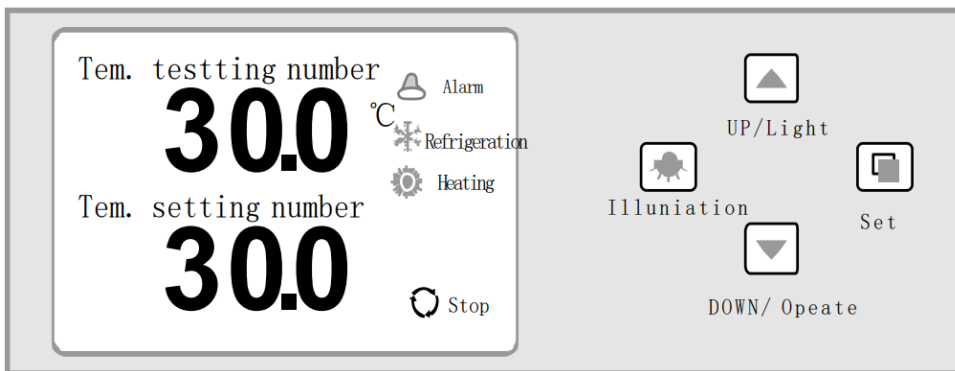 Tem. testting number
30.0 ℃
Alarm
Refrigeration
Heating
Tem. setting number
30.0
Stop
UP/Light
Illuniation
Set
DOWN/ Opeate